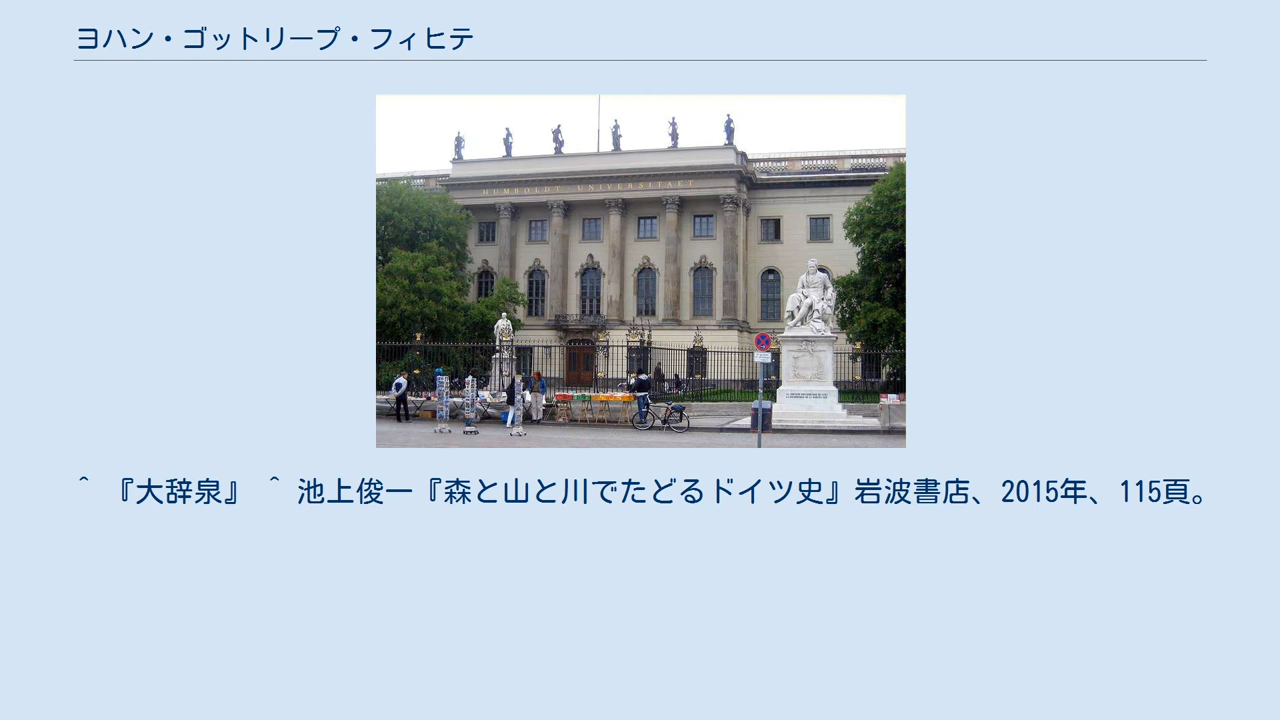 ヨハン・ゴットリープ・フィヒテ
HUMBOLDT UNIVERSITAET
^ 『大辞泉』 ^ 池上俊一『森と山と川でたどるドイツ史』岩波書店、2015年、115頁。